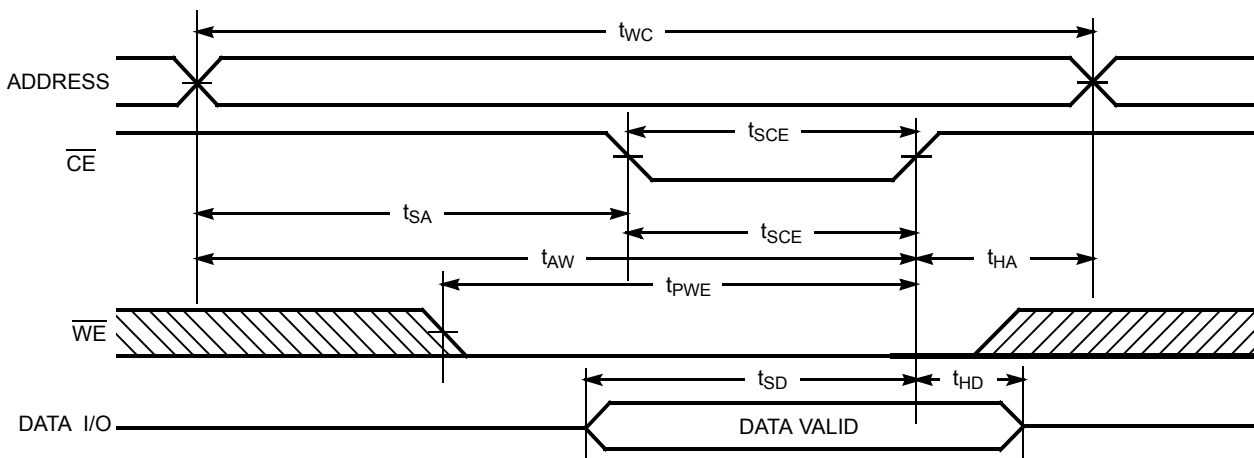 tWC
ADDRESS
tSCE
CE
tSA
tSCE
tAW
tHA
tPWE
WE
tSD
tHD
DATA I/O
DATA VALID